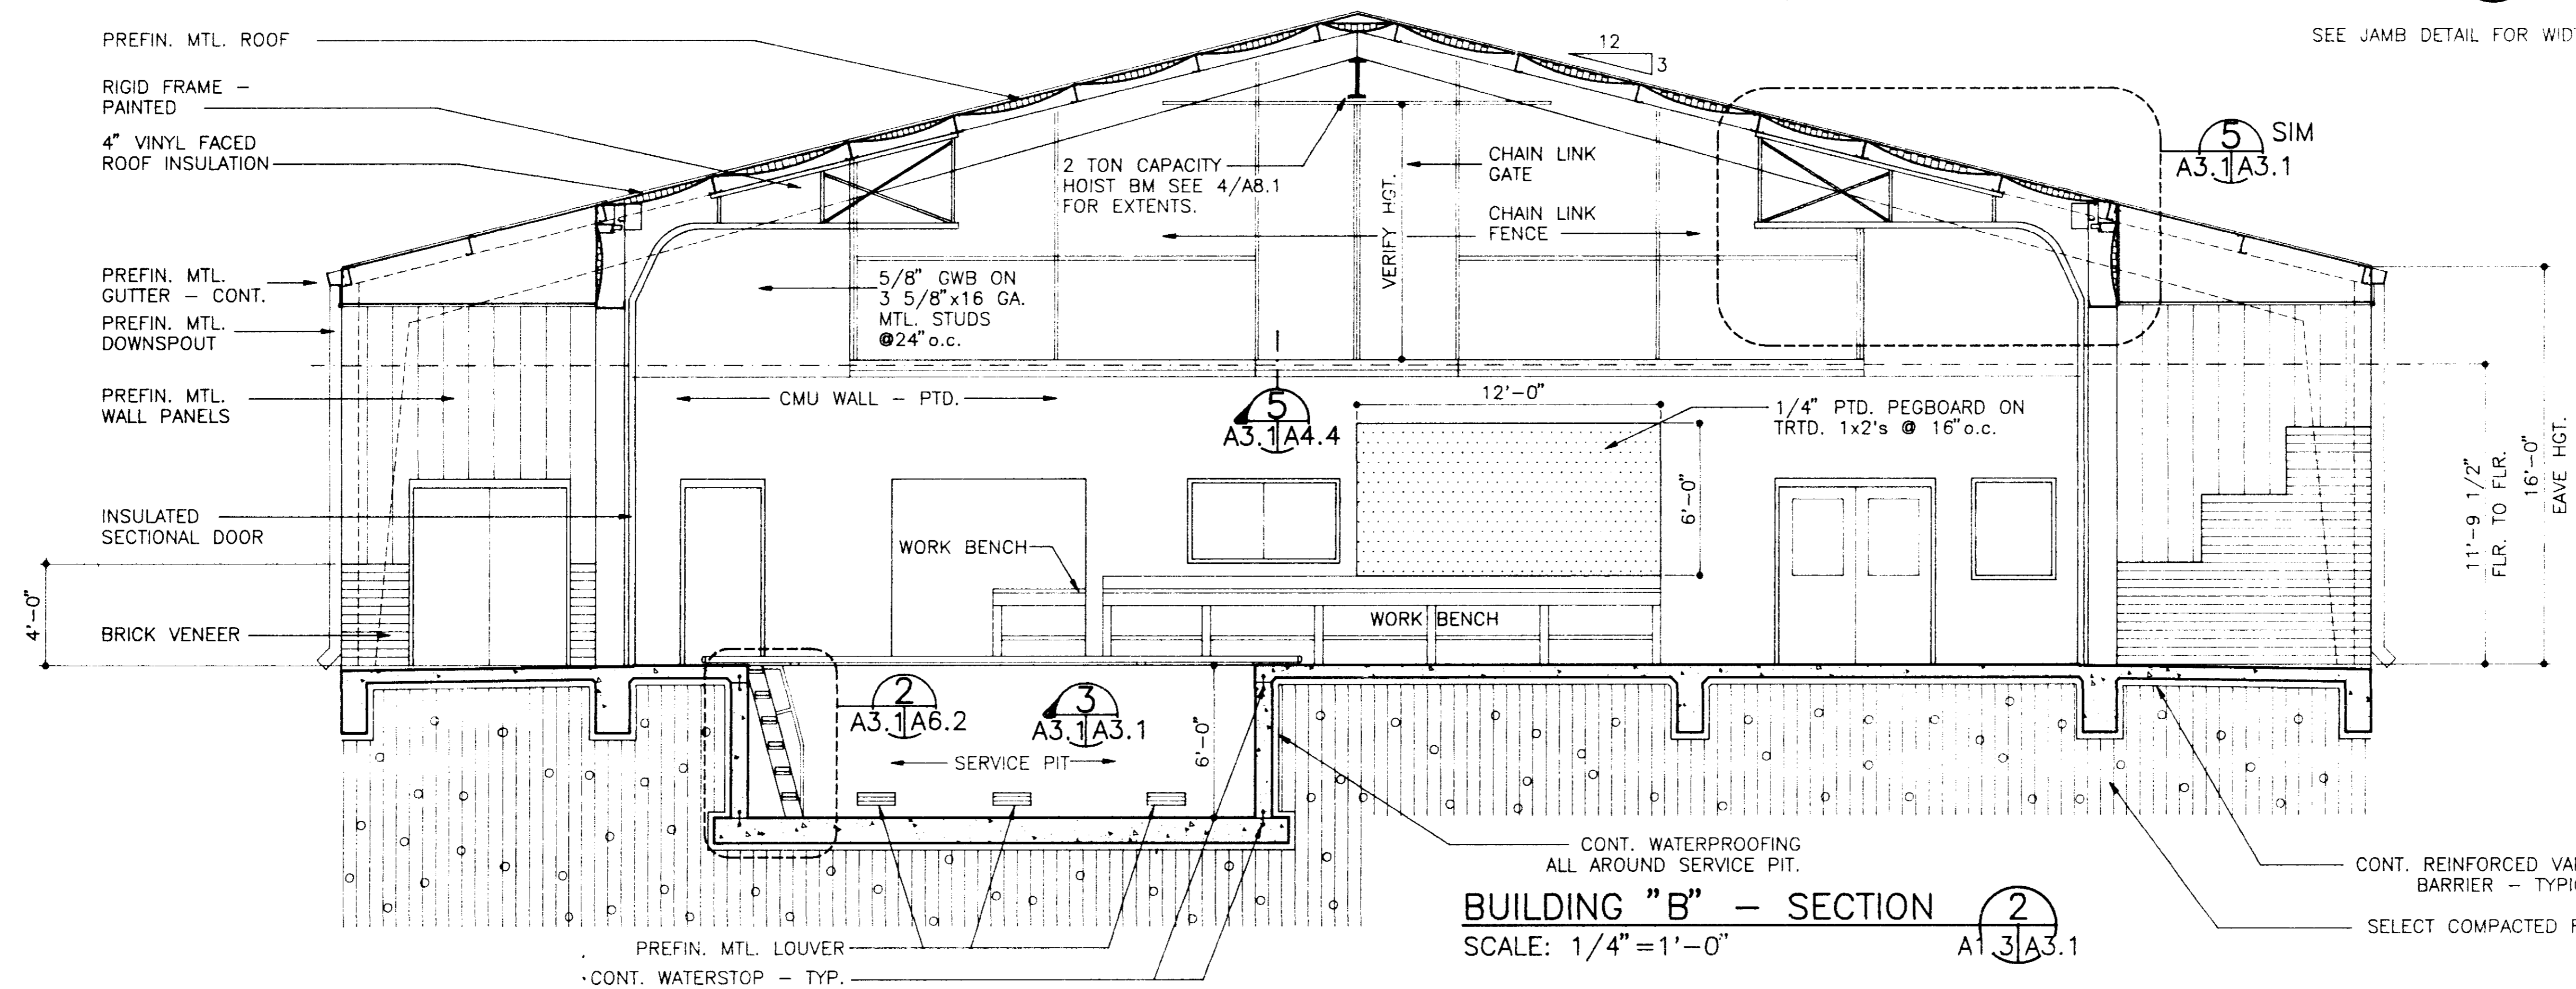 SEE JAMB DETAIL FOR
PREFIN. MTL. ROOF
RIGID FRAME –
PAINTED
4" VINYL FACED
ROOF INSULATION
PREFIN. MTL.
GUTTER – CONT.
PREFIN. MTL.
DOWNSPOUT
PREFIN. MTL.
WALL PANELS
INSULATED
SECTIONAL DOOR
4'-0"
BRICK VENEER
12
3
5 SIM
A3.1 A3.1
2 TON CAPACITY
HOIST BM SEE 4/A8.1
FOR EXTENTS.
VERIFY HGT.
CHAIN LINK
GATE
CHAIN LINK
FENCE
5/8" GWB ON
3 5/8"x16 GA.
MTL. STUDS
@24"o.c.
CMU WALL – PTD.
5
A3.1 A4.4
12'-0"
1/4" PTD. PEGBOARD ON
TRTD. 1x2's @ 16"o.c.
6'-0"
WORK BENCH
WORK BENCH
11'-9 1/2"
FLR. TO FLR.
16'-0"
EAVE HGT.
2
A3.1 A6.2
3
A3.1 A3.1
SERVICE PIT
6'-0"
CONT. WATERPROOFING
ALL AROUND SERVICE PIT.
CONT. REINFORCED
BARRIER –
SELECT COMPACTED
PREFIN. MTL. LOUVER
CONT. WATERSTOP – TYP.
BUILDING "B" – SECTION
SCALE: 1/4"=1'-0"
2
A1.3 A3.1